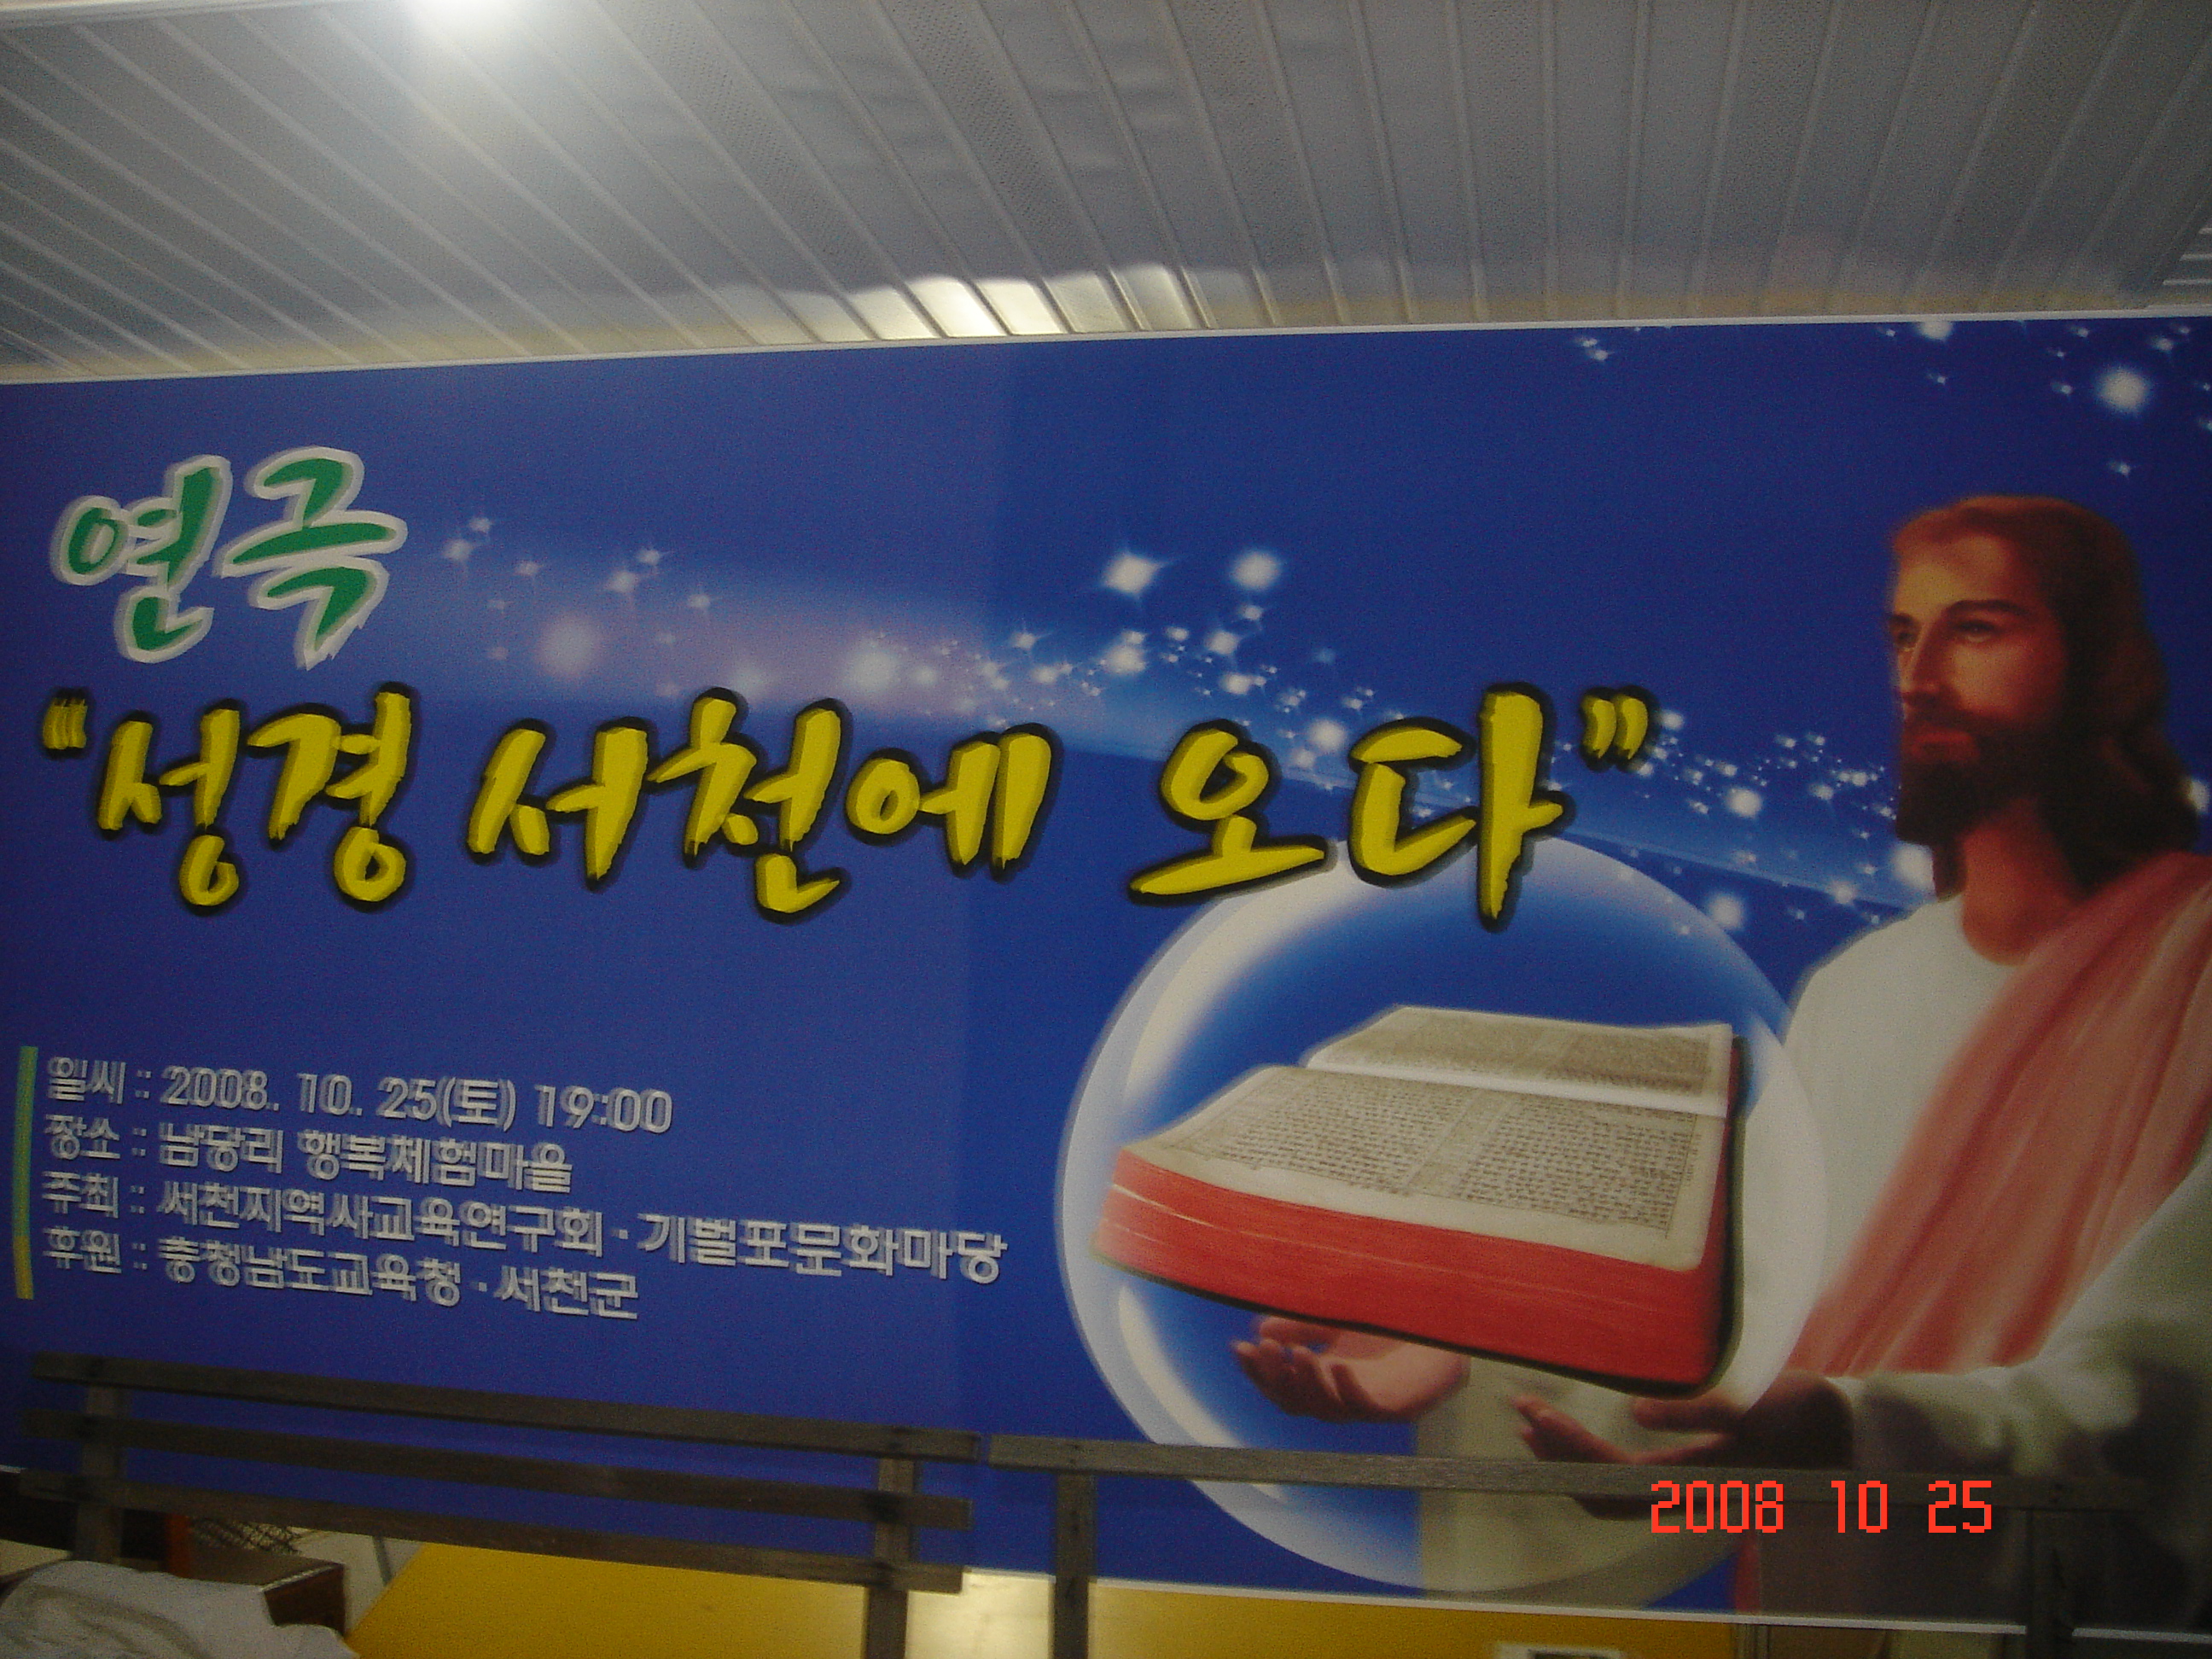 연극
“성경 서천에 오다”
일시 : 2008. 10. 25(토) 19:00
장소 : 남당리 행복체험마을
주최 : 서천지역사교육연구회 · 기벌포문화마당
후원 : 충청남도교육청 · 서천군
2008 10 25